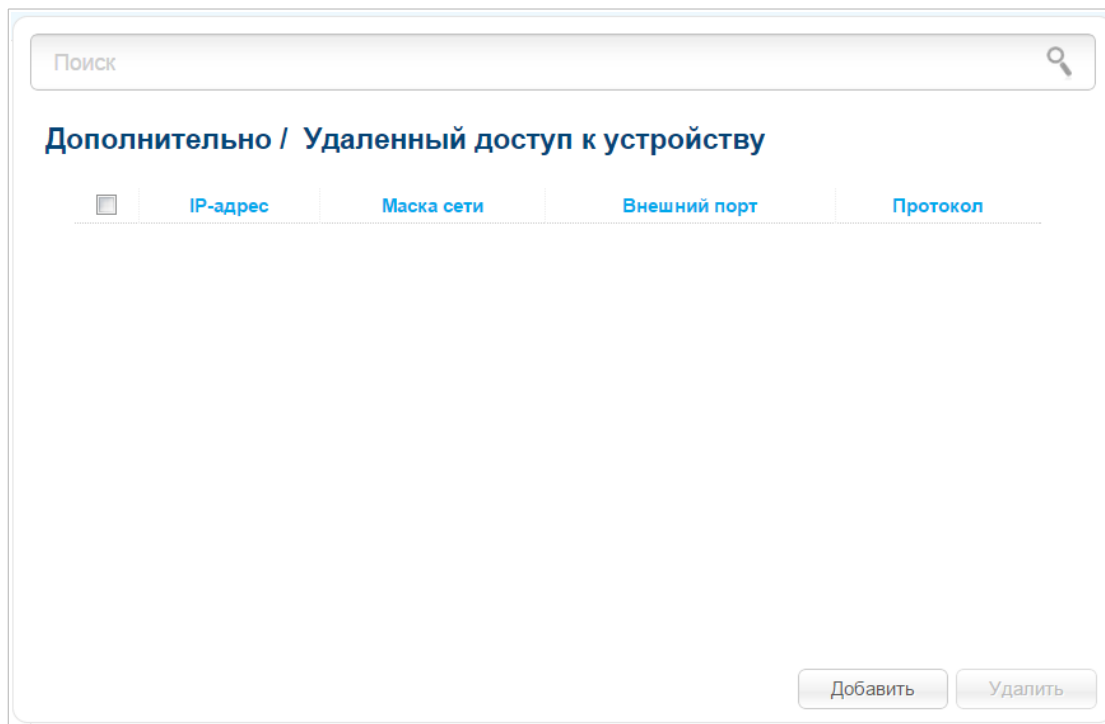 Поиск
Дополнительно / Удаленный доступ к устройству
IP-адрес Маска сети Внешний порт Протокол
Добавить Удалить